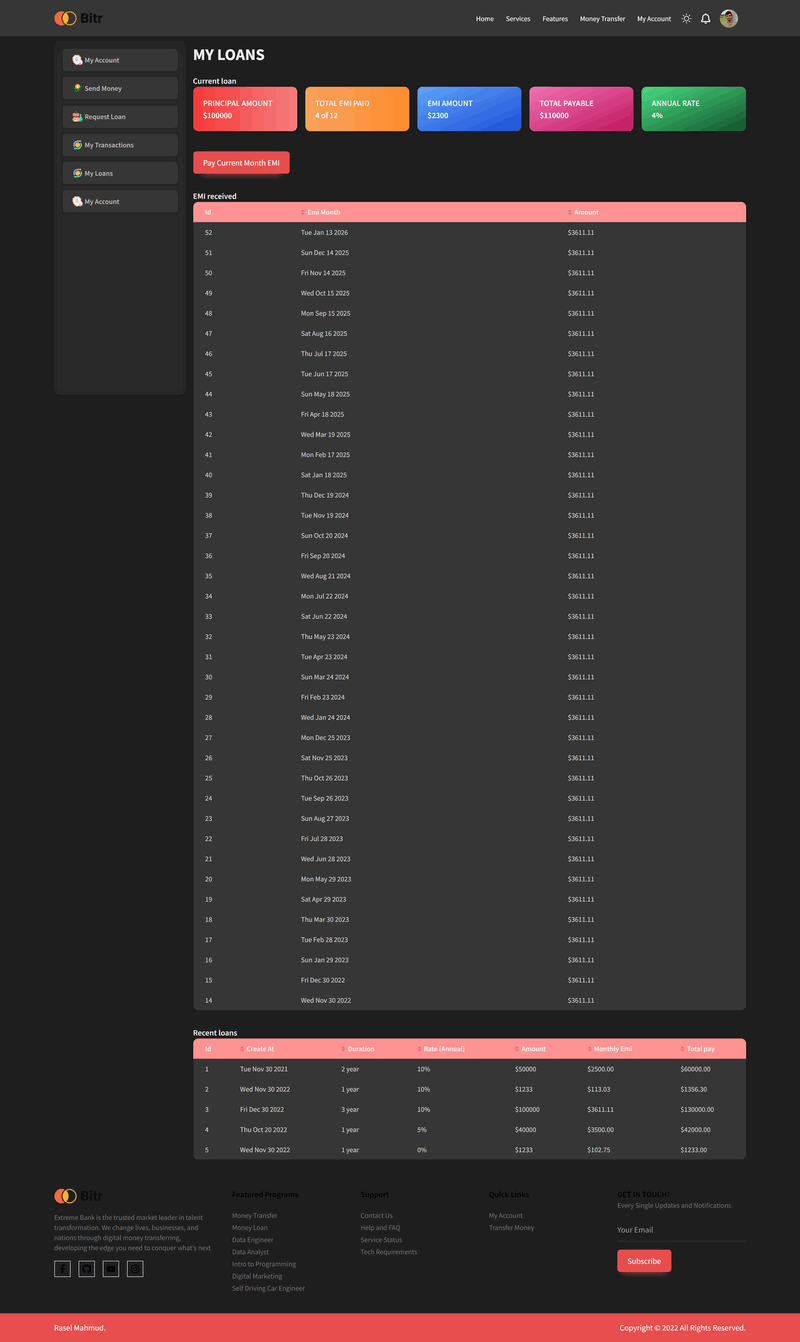 Bitr
Home Services Features Money Transfer My Account
My Account
Send Money
Request Loan
My Transactions
My Loans
My Account
MY LOANS
Current loan
PRINCIPAL AMOUNT
$100000
TOTAL EMI PAID
4 of 12
EMI AMOUNT
$2300
TOTAL PAYABLE
$110000
ANNUAL RATE
4%
Pay Current Month EMI
EMI received
Id Emi Month Amount
52 Tue Jan 13 2026 $3611.11
51 Sun Dec 14 2025 $3611.11
50 Fri Nov 14 2025 $3611.11
49 Wed Oct 15 2025 $3611.11
48 Mon Sep 15 2025 $3611.11
47 Sat Aug 16 2025 $3611.11
46 Thu Jul 17 2025 $3611.11
45 Tue Jun 17 2025 $3611.11
44 Sun May 18 2025 $3611.11
43 Fri Apr 18 2025 $3611.11
42 Wed Mar 19 2025 $3611.11
41 Mon Feb 17 2025 $3611.11
40 Sat Jan 18 2025 $3611.11
39 Thu Dec 19 2024 $3611.11
38 Tue Nov 19 2024 $3611.11
37 Sun Oct 20 2024 $3611.11
36 Fri Sep 20 2024 $3611.11
35 Wed Aug 21 2024 $3611.11
34 Mon Jul 22 2024 $3611.11
33 Sat Jun 22 2024 $3611.11
32 Thu May 23 2024 $3611.11
31 Tue Apr 23 2024 $3611.11
30 Sun Mar 24 2024 $3611.11
29 Fri Feb 23 2024 $3611.11
28 Wed Jan 24 2024 $3611.11
27 Mon Dec 25 2023 $3611.11
26 Sat Nov 25 2023 $3611.11
25 Thu Oct 26 2023 $3611.11
24 Tue Sep 26 2023 $3611.11
23 Sun Aug 27 2023 $3611.11
22 Fri Jul 28 2023 $3611.11
21 Wed Jun 28 2023 $3611.11
20 Mon May 29 2023 $3611.11
19 Sat Apr 29 2023 $3611.11
18 Thu Mar 30 2023 $3611.11
17 Tue Feb 28 2023 $3611.11
16 Sun Jan 29 2023 $3611.11
15 Fri Dec 30 2022 $3611.11
14 Wed Nov 30 2022 $3611.11
Recent loans
Id Create At Duration Rate (Annual) Amount Monthly Emi Total pay
1 Tue Nov 30 2021 2 year 10% $50000 $2500.00 $60000.00
2 Wed Nov 30 2022 1 year 10% $1233 $113.03 $1356.30
3 Fri Dec 30 2022 3 year 10% $100000 $3611.11 $130000.00
4 Thu Oct 20 2022 1 year 5% $40000 $3500.00 $42000.00
5 Wed Nov 30 2022 1 year 0% $1233 $102.75 $1233.00
Bitr
Extreme Bank is the trusted market leader in talent
transformation. We change lives, businesses, and
nations through digital money transferring,
developing the edge you need to conquer what's next
Featured Programs
Money Transfer
Money Loan
Data Engineer
Data Analyst
Intro to Programming
Digital Marketing
Self Driving Car Engineer
Support
Contact Us
Help and FAQ
Service Status
Tech Requirements
Quick Links
My Account
Transfer Money
GET IN TOUCH!
Every Single Updates and Notifications
Your Email
Subscribe
Rasel Mahmud.
Copyright © 2022 All Rights Reserved.